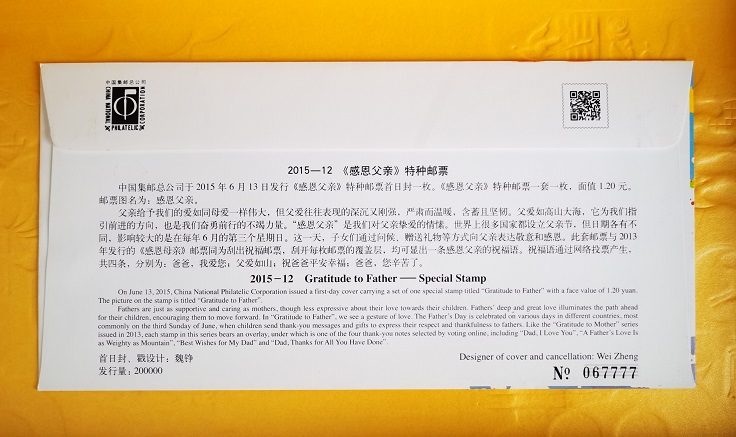 中国集邮总公司
CHINA NATIONAL
PHILATELIC
CORPORATION
2015—12 《感恩父亲》特种邮票
中国集邮总公司于 2015 年 6 月 13 日发行《感恩父亲》特种邮票首日封一枚。《感恩父亲》特种邮票一套一枚，面值 1.20 元。
邮票图名为：感恩父亲。
父亲给予我们的爱如同母爱一样伟大，但父爱往往表现的深沉又刚强，严肃而温暖，含蓄且坚韧。父爱如高山大海，它为我们指
引前进的方向，也是我们奋勇前行的不竭力量。“感恩父亲”是我们对父亲挚爱的情愫。世界上很多国家都设立父亲节，但日期各有不
同，影响较大的是在每年 6 月的第三个星期日。这一天，子女们通过问候、赠送礼物等方式向父亲表达敬意和感恩。此套邮票与 2013
年发行的《感恩母亲》邮票同为刮出祝福邮票，刮开每枚邮票的覆盖层，均可显出一条感恩父亲的祝福语。祝福语通过网络投票产生，
共四条，分别为：爸爸，我爱您；父爱如山；祝爸爸平安幸福；爸爸，您辛苦了。
2015－12 Gratitude to Father — Special Stamp
On June 13, 2015, China National Philatelic Corporation issued a first-day cover carrying a set of one special stamp titled "Gratitude to Father" with a face value of 1.20 yuan.
The picture on the stamp is titled "Gratitude to Father".
Fathers are just as supportive and caring as mothers, though less expressive about their love towards their children. Fathers' deep and great love illuminates the path ahead
for their children, encouraging them to move forward. In "Gratitude to Father", we see a gesture of love. The Father's Day is celebrated on various days in different countries, most
commonly on the third Sunday of June, when children send thank-you messages and gifts to express their respect and thankfulness to fathers. Like the "Gratitude to Mother" series
issued in 2013, each stamp in this series bears an overlay, under which is one of the four thank-you notes selected by voting online, including "Dad, I Love You", "A Father's Love Is
as Weighty as Mountain", "Best Wishes for My Dad" and "Dad, Thanks for All You Have Done".
首日封、戳设计：魏铮
Designer of cover and cancellation: Wei Zheng
发行量：200000
No 067777